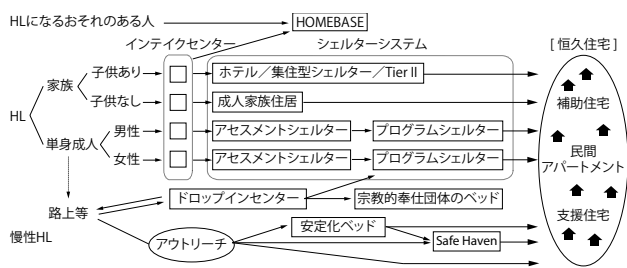 HLになるおそれのある人
HOMEBASE
インテイクセンター
シェルターシステム
[ 恒久住宅 ]
HL
家族
子供あり
ホテル／集住型シェルター／Tier II
子供なし
成人家族住居
補助住宅
単身成人
男性
アセスメントシェルター
プログラムシェルター
女性
アセスメントシェルター
プログラムシェルター
民間
アパートメント
ドロップインセンター
宗教的奉仕団体のベッド
路上等
安定化ベッド
支援住宅
慢性HL
アウトリーチ
Safe Haven